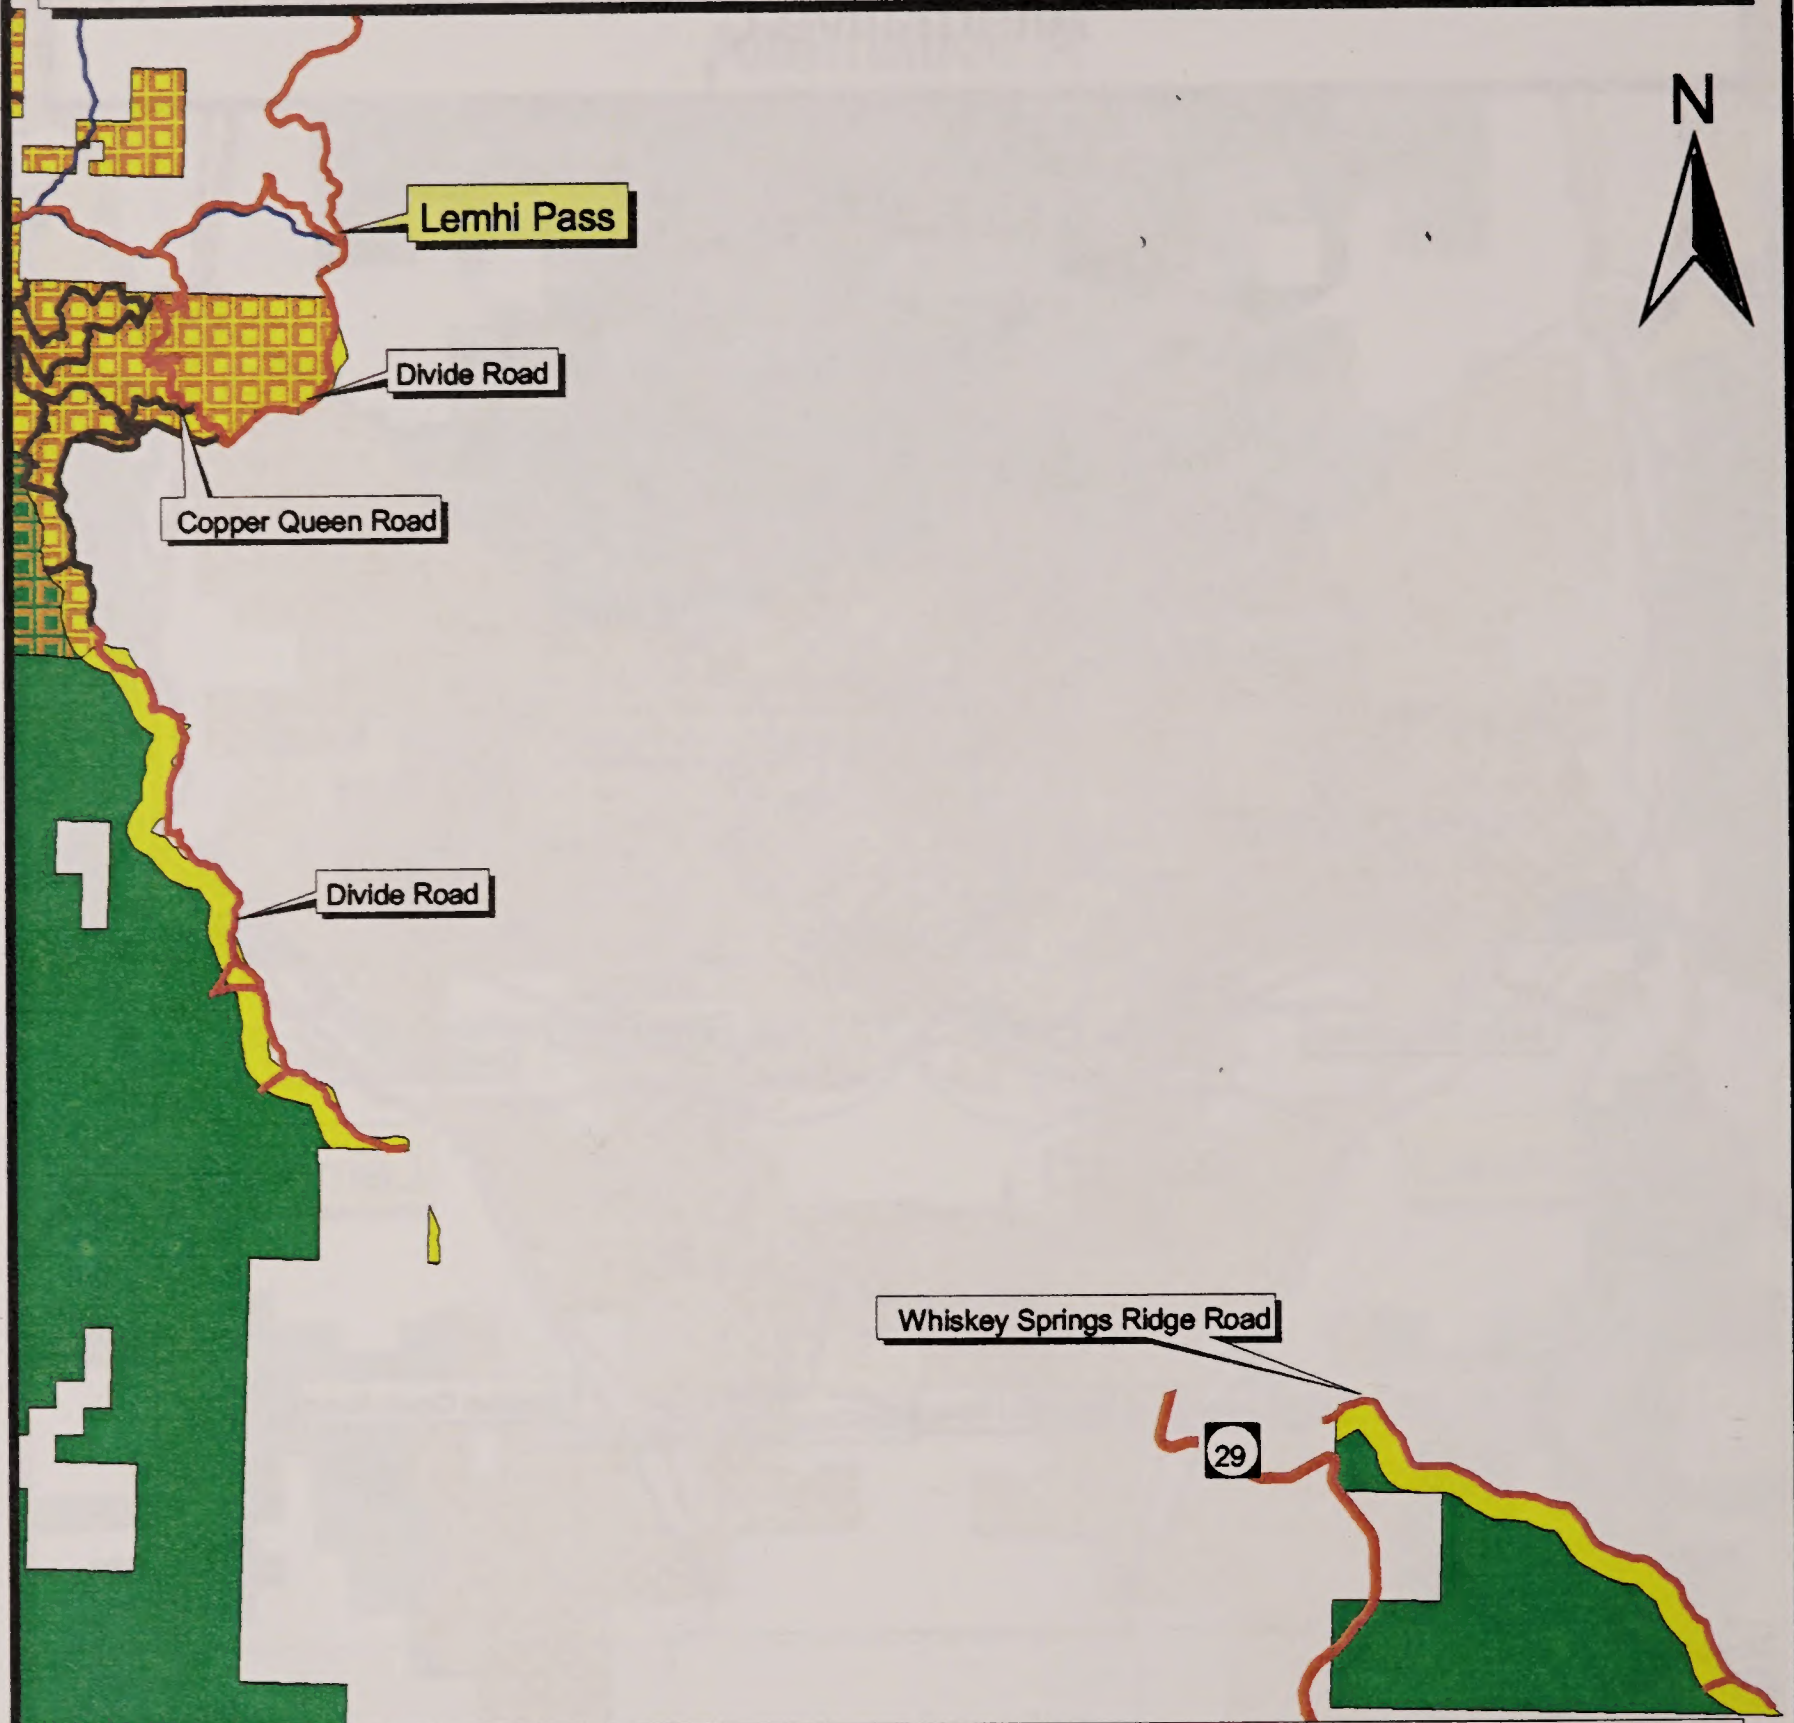 N
Lemhi Pass
Divide Road
Copper Queen Road
Divide Road
Whiskey Springs Ridge Road
29